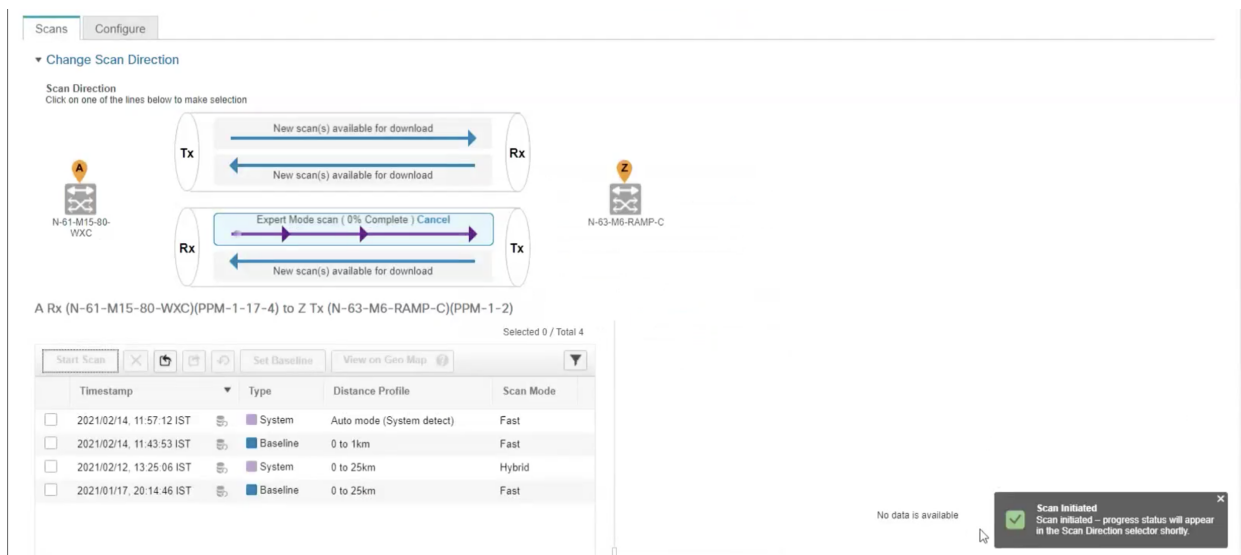 Scans Configure
Change Scan Direction
Scan Direction
Click on one of the lines below to make selection
New scan(s) available for download
Tx Rx
New scan(s) available for download
A Z
N-61-M15-80-
WXC
N-63-M6-RAMP-C
Expert Mode scan ( 0% Complete ) Cancel
Rx Tx
New scan(s) available for download
A Rx (N-61-M15-80-WXC)(PPM-1-17-4) to Z Tx (N-63-M6-RAMP-C)(PPM-1-2)
Selected 0 / Total 4
Start Scan Set Baseline View on Geo Map ?
Timestamp Type Distance Profile Scan Mode
2021/02/14, 11:57:12 IST System Auto mode (System detect) Fast
2021/02/14, 11:43:53 IST Baseline 0 to 1km Fast
2021/02/12, 13:25:06 IST System 0 to 25km Hybrid
2021/01/17, 20:14:46 IST Baseline 0 to 25km Fast
No data is available
Scan Initiated
Scan initiated – progress status will appear
in the Scan Direction selector shortly.